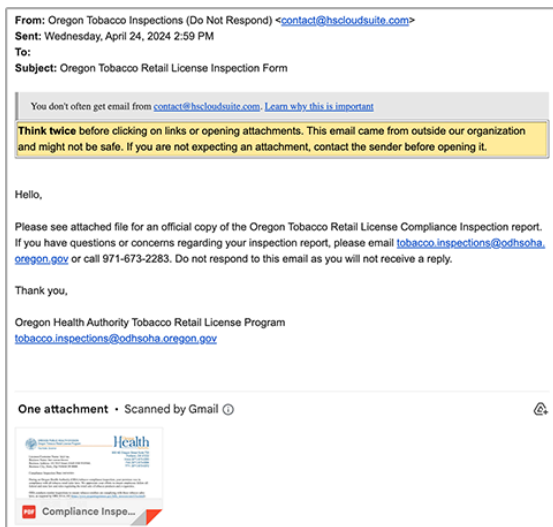 From: Oregon Tobacco Inspections (Do Not Respond) <contact@hscloudsuite.com>
Sent: Wednesday, April 24, 2024 2:59 PM
To:
Subject: Oregon Tobacco Retail License Inspection Form
You don't often get email from contact@hscloudsuite.com. Learn why this is important
Think twice before clicking on links or opening attachments. This email came from outside our organization
and might not be safe. If you are not expecting an attachment, contact the sender before opening it.
Hello,
Please see attached file for an official copy of the Oregon Tobacco Retail License Compliance Inspection report.
If you have questions or concerns regarding your inspection report, please email tobacco.inspections@odhsoha.
oregon.gov or call 971-673-2283. Do not respond to this email as you will not receive a reply.
Thank you,
Oregon Health Authority Tobacco Retail License Program
tobacco.inspections@odhsoha.oregon.gov
One attachment • Scanned by Gmail
Health
PDF Compliance Inspe...